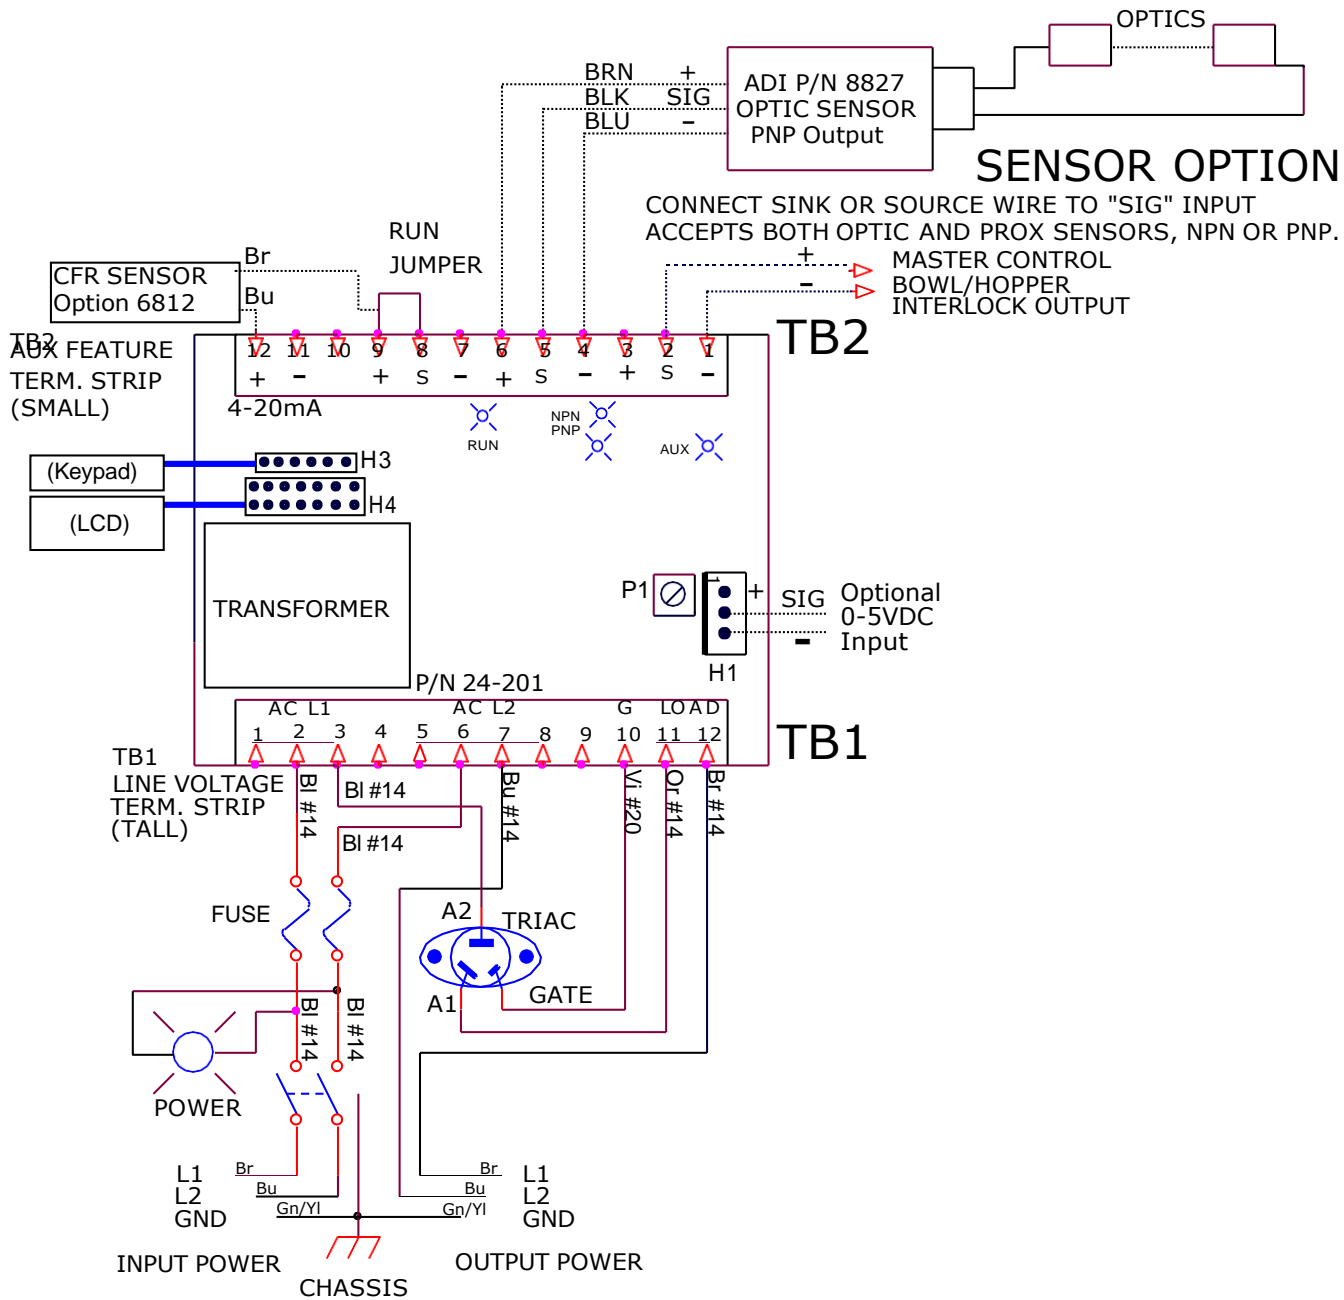 OPTICS
BRN +
BLK SIG
BLU -
ADI P/N 8827
OPTIC SENSOR
PNP Output
SENSOR OPTION
CONNECT SINK OR SOURCE WIRE TO "SIG" INPUT
ACCEPTS BOTH OPTIC AND PROX SENSORS, NPN OR PNP.
+ MASTER CONTROL
- BOWL/HOPPER
INTERLOCK OUTPUT
RUN
JUMPER
CFR SENSOR
Option 6812
Br
Bu
TB2
AUX FEATURE
TERM. STRIP
(SMALL)
TB2
12 11 10 9 8 7 6 5 4 3 2 1
+ - + S - + S - + S -
4-20mA
RUN
NPN
PNP
AUX
(Keypad)
H3
(LCD)
H4
TRANSFORMER
P1
1
+
SIG
-
Optional
0-5VDC
Input
H1
P/N 24-201
AC L1 AC L2 G LOAD
1 2 3 4 5 6 7 8 9 10 11 12
TB1
TB1
LINE VOLTAGE
TERM. STRIP
(TALL)
Bl #14
Bl #14
Bl #14
Bu #14
Vi #20
Or #14
Br #14
FUSE
A2
TRIAC
A1
GATE
Bl #14
Bl #14
POWER
L1 Br
L2 Bu
GND Gn/Yl
Br L1
Bu L2
Gn/Yl GND
INPUT POWER
OUTPUT POWER
CHASSIS